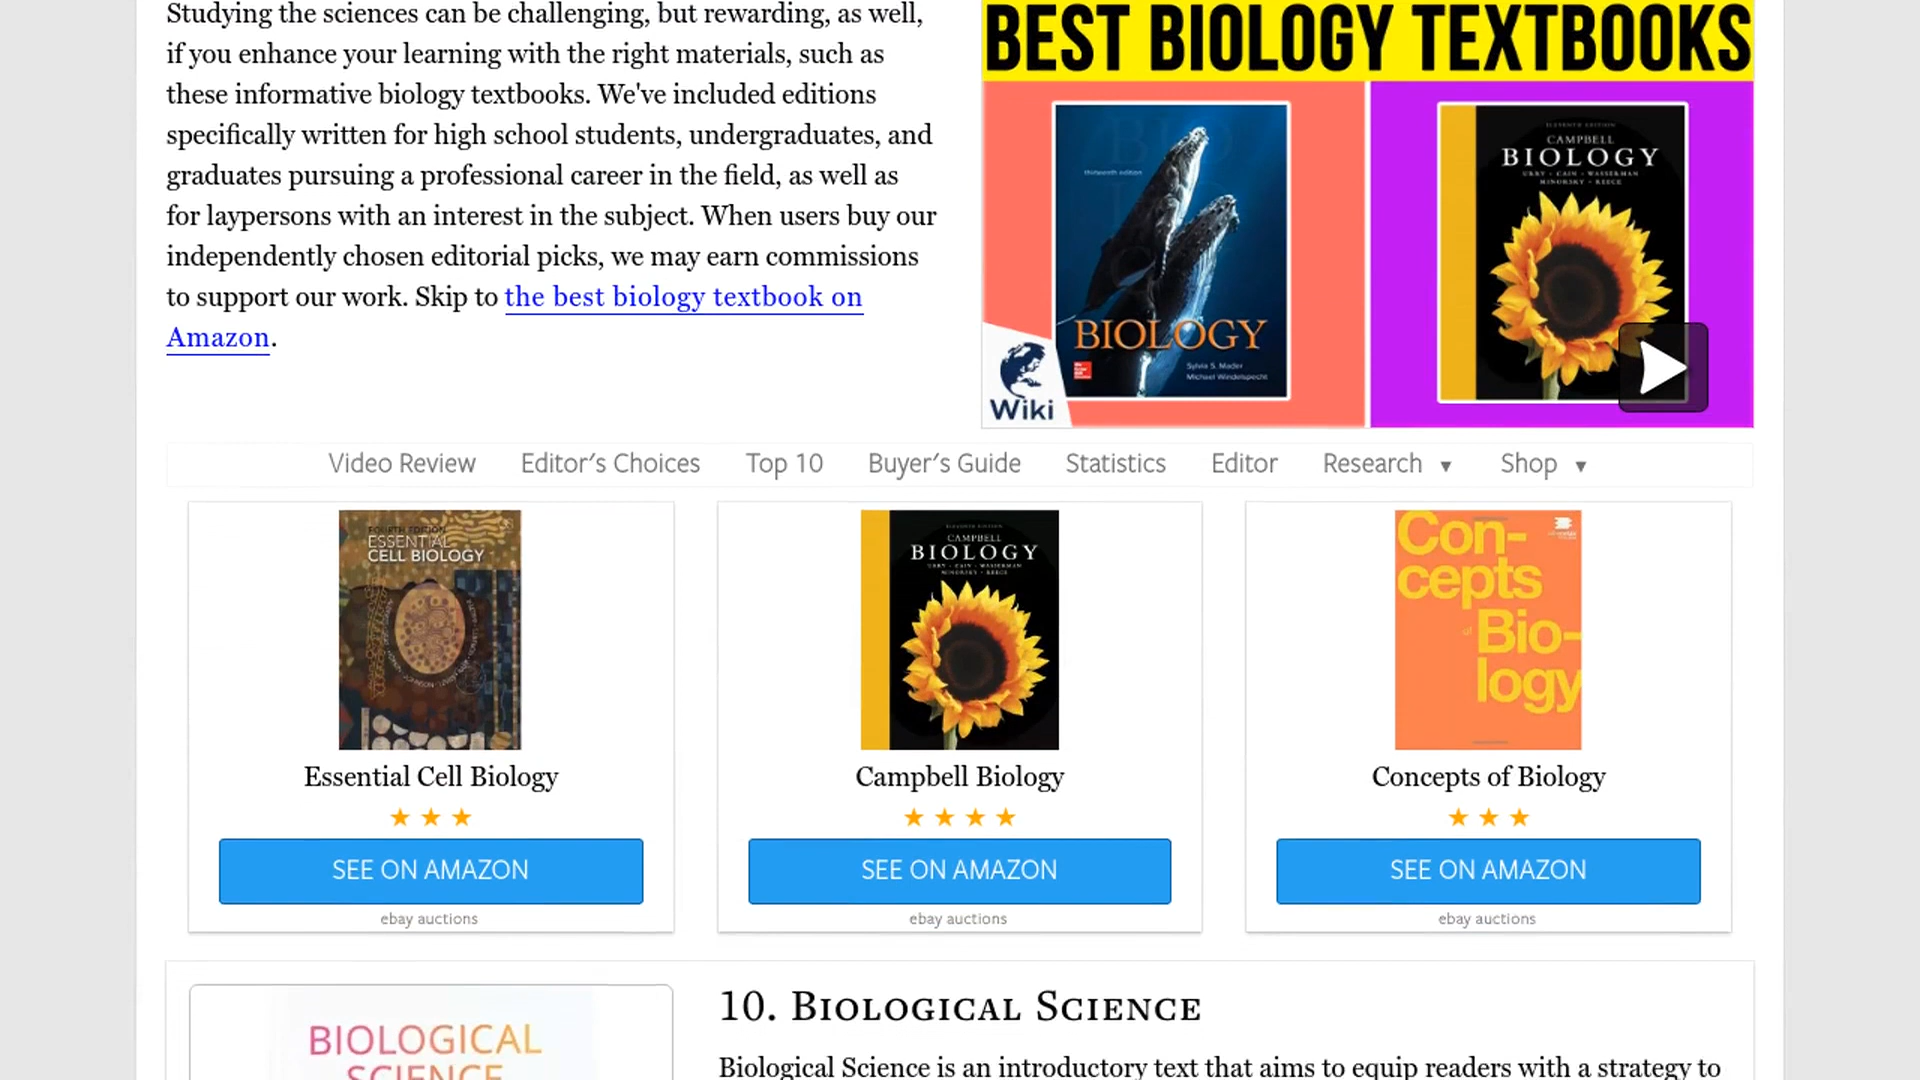 Studying the sciences can be challenging, but rewarding, as well,
if you enhance your learning with the right materials, such as
these informative biology textbooks. We've included editions
specifically written for high school students, undergraduates, and
graduates pursuing a professional career in the field, as well as
for laypersons with an interest in the subject. When users buy our
independently chosen editorial picks, we may earn commissions
to support our work. Skip to the best biology textbook on
Amazon.
BEST BIOLOGY TEXTBOOKS
thirteenth edition
BIOLOGY
Sylvia S. Mader
Michael Windelspecht
Wiki
ELEVENTH EDITION
CAMPBELL
BIOLOGY
URRY · CAIN · WASSERMAN
MINORSKY · REECE
Video Review Editor's Choices Top 10 Buyer's Guide Statistics Editor Research ▼ Shop ▼
FOURTH EDITION
ESSENTIAL
CELL BIOLOGY
Essential Cell Biology
SEE ON AMAZON
ebay auctions
ELEVENTH EDITION
CAMPBELL
BIOLOGY
URRY · CAIN · WASSERMAN
MINORSKY · REECE
Campbell Biology
SEE ON AMAZON
ebay auctions
Con-
cepts
of Bio-
logy
Concepts of Biology
SEE ON AMAZON
ebay auctions
BIOLOGICAL
SCIENCE
10. Biological Science
Biological Science is an introductory text that aims to equip readers with a strategy to